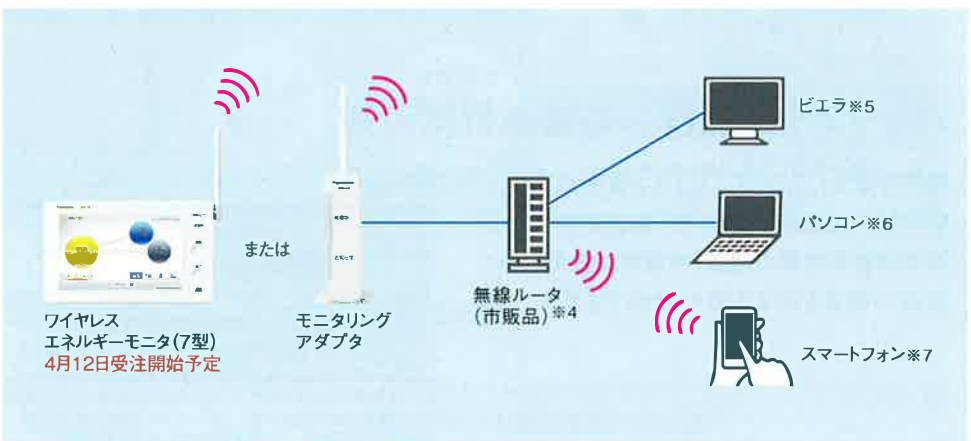 ワイヤレス
エネルギーモニタ(7型)
4月12日受注開始予定
または
モニタリング
アダプタ
無線ルータ
(市販品)※4
ビエラ※5
パソコン※6
スマートフォン※7